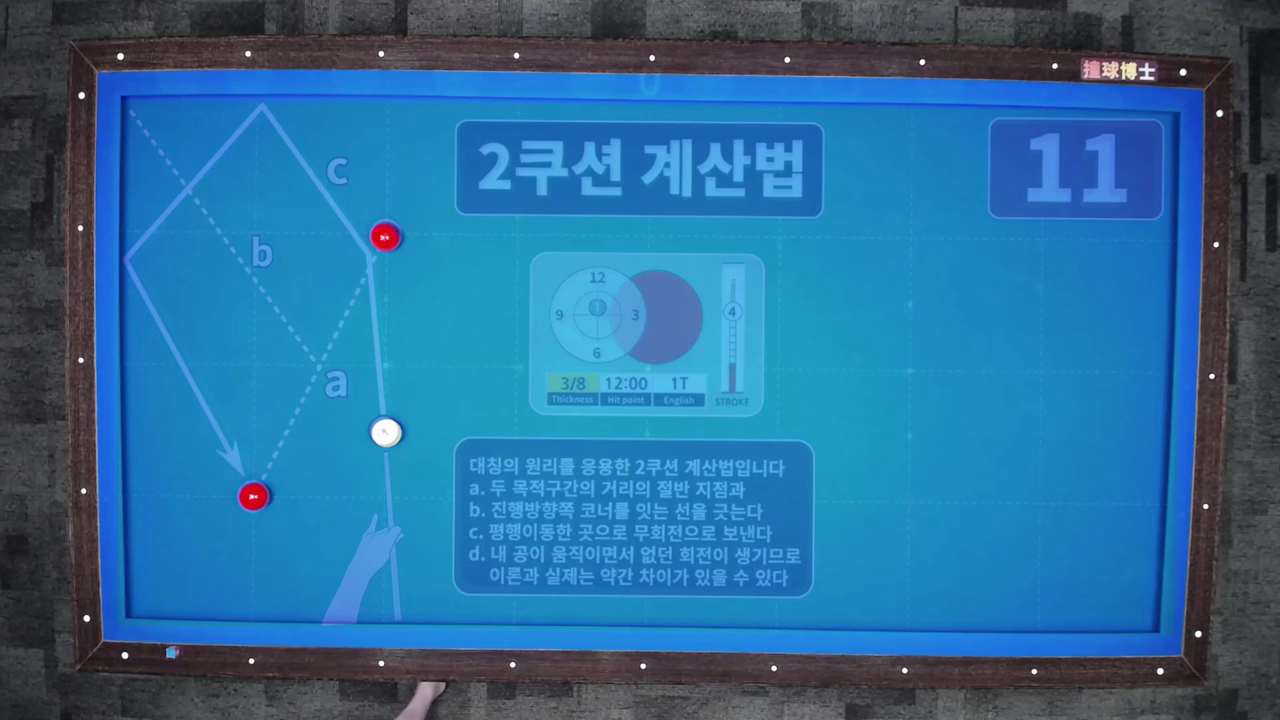 撞球博士
2쿠션 계산법
11
c
b
a
12
9
3
6
4
3/8
12:00
1T
Thickness
Hit point
English
STROKE
대칭의 원리를 응용한 2쿠션 계산법입니다
a. 두 목적구간의 거리의 절반 지점과
b. 진행방향쪽 코너를 잇는 선을 긋는다
c. 평행이동한 곳으로 무회전으로 보낸다
d. 내 공이 움직이면서 없던 회전이 생기므로
이론과 실제는 약간 차이가 있을 수 있다